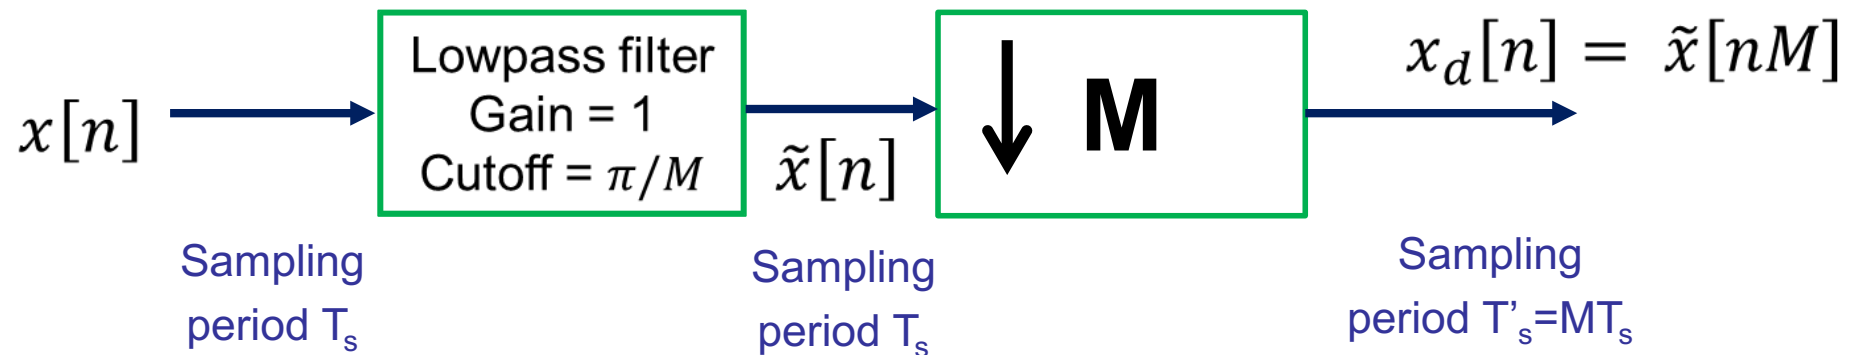 x[n]
Lowpass filter
Gain = 1
Cutoff = π/M
x̃[n]
↓ M
x_d[n] = x̃[nM]
Sampling
period T_s
Sampling
period T_s
Sampling
period T'_s=MT_s